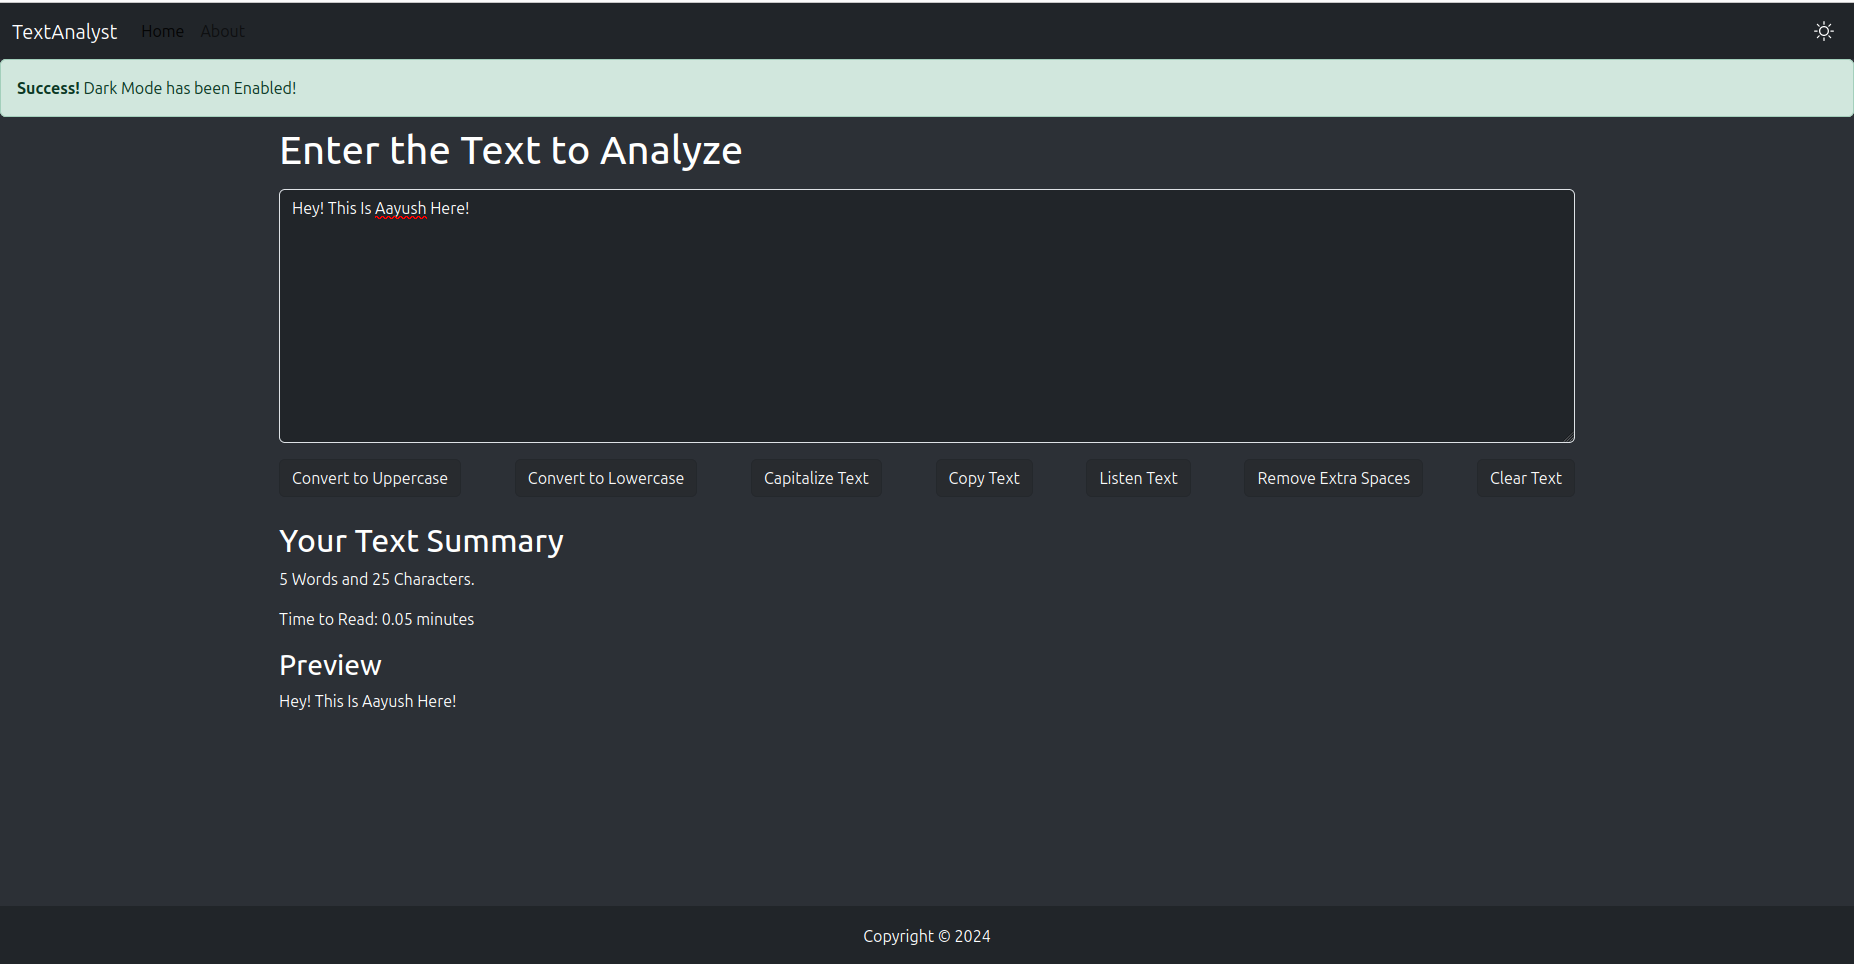 TextAnalyst Home About
Success! Dark Mode has been Enabled!
Enter the Text to Analyze
Hey! This Is Aayush Here!
Convert to Uppercase Convert to Lowercase Capitalize Text Copy Text Listen Text Remove Extra Spaces Clear Text
Your Text Summary
5 Words and 25 Characters.
Time to Read: 0.05 minutes
Preview
Hey! This Is Aayush Here!
Copyright © 2024